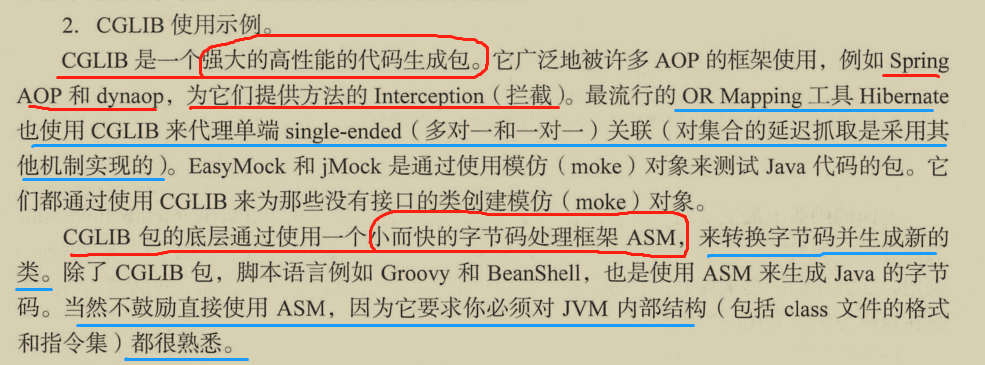 2. CGLIB 使用示例。
CGLIB 是一个强大的高性能的代码生成包。它广泛地被许多 AOP 的框架使用，例如 Spring
AOP 和 dynaop，为它们提供方法的 Interception（拦截）。最流行的 OR Mapping 工具 Hibernate
也使用 CGLIB 来代理单端 single-ended（多对一和一对一）关联（对集合的延迟抓取是采用其
他机制实现的）。EasyMock 和 jMock 是通过使用模仿（moke）对象来测试 Java 代码的包。它
们都通过使用 CGLIB 来为那些没有接口的类创建模仿（moke）对象。
CGLIB 包的底层通过使用一个小而快的字节码处理框架 ASM，来转换字节码并生成新的
类。除了 CGLIB 包，脚本语言例如 Groovy 和 BeanShell，也是使用 ASM 来生成 Java 的字节
码。当然不鼓励直接使用 ASM，因为它要求你必须对 JVM 内部结构（包括 class 文件的格式
和指令集）都很熟悉。